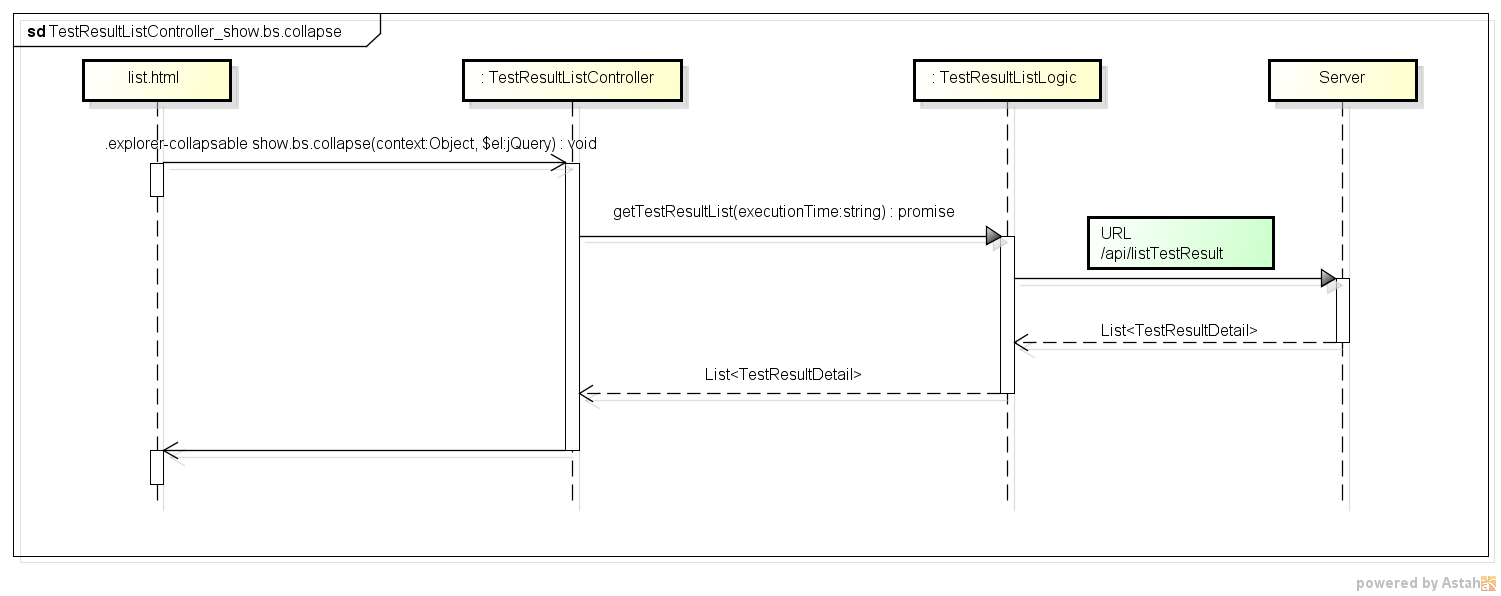 sd TestResultListController_show.bs.collapse
list.html
: TestResultListController
: TestResultListLogic
Server
.explorer-collapsable show.bs.collapse(context:Object, $el:jQuery) : void
getTestResultList(executionTime:string) : promise
URL
/api/listTestResult
List<TestResultDetail>
List<TestResultDetail>
powered by Astah